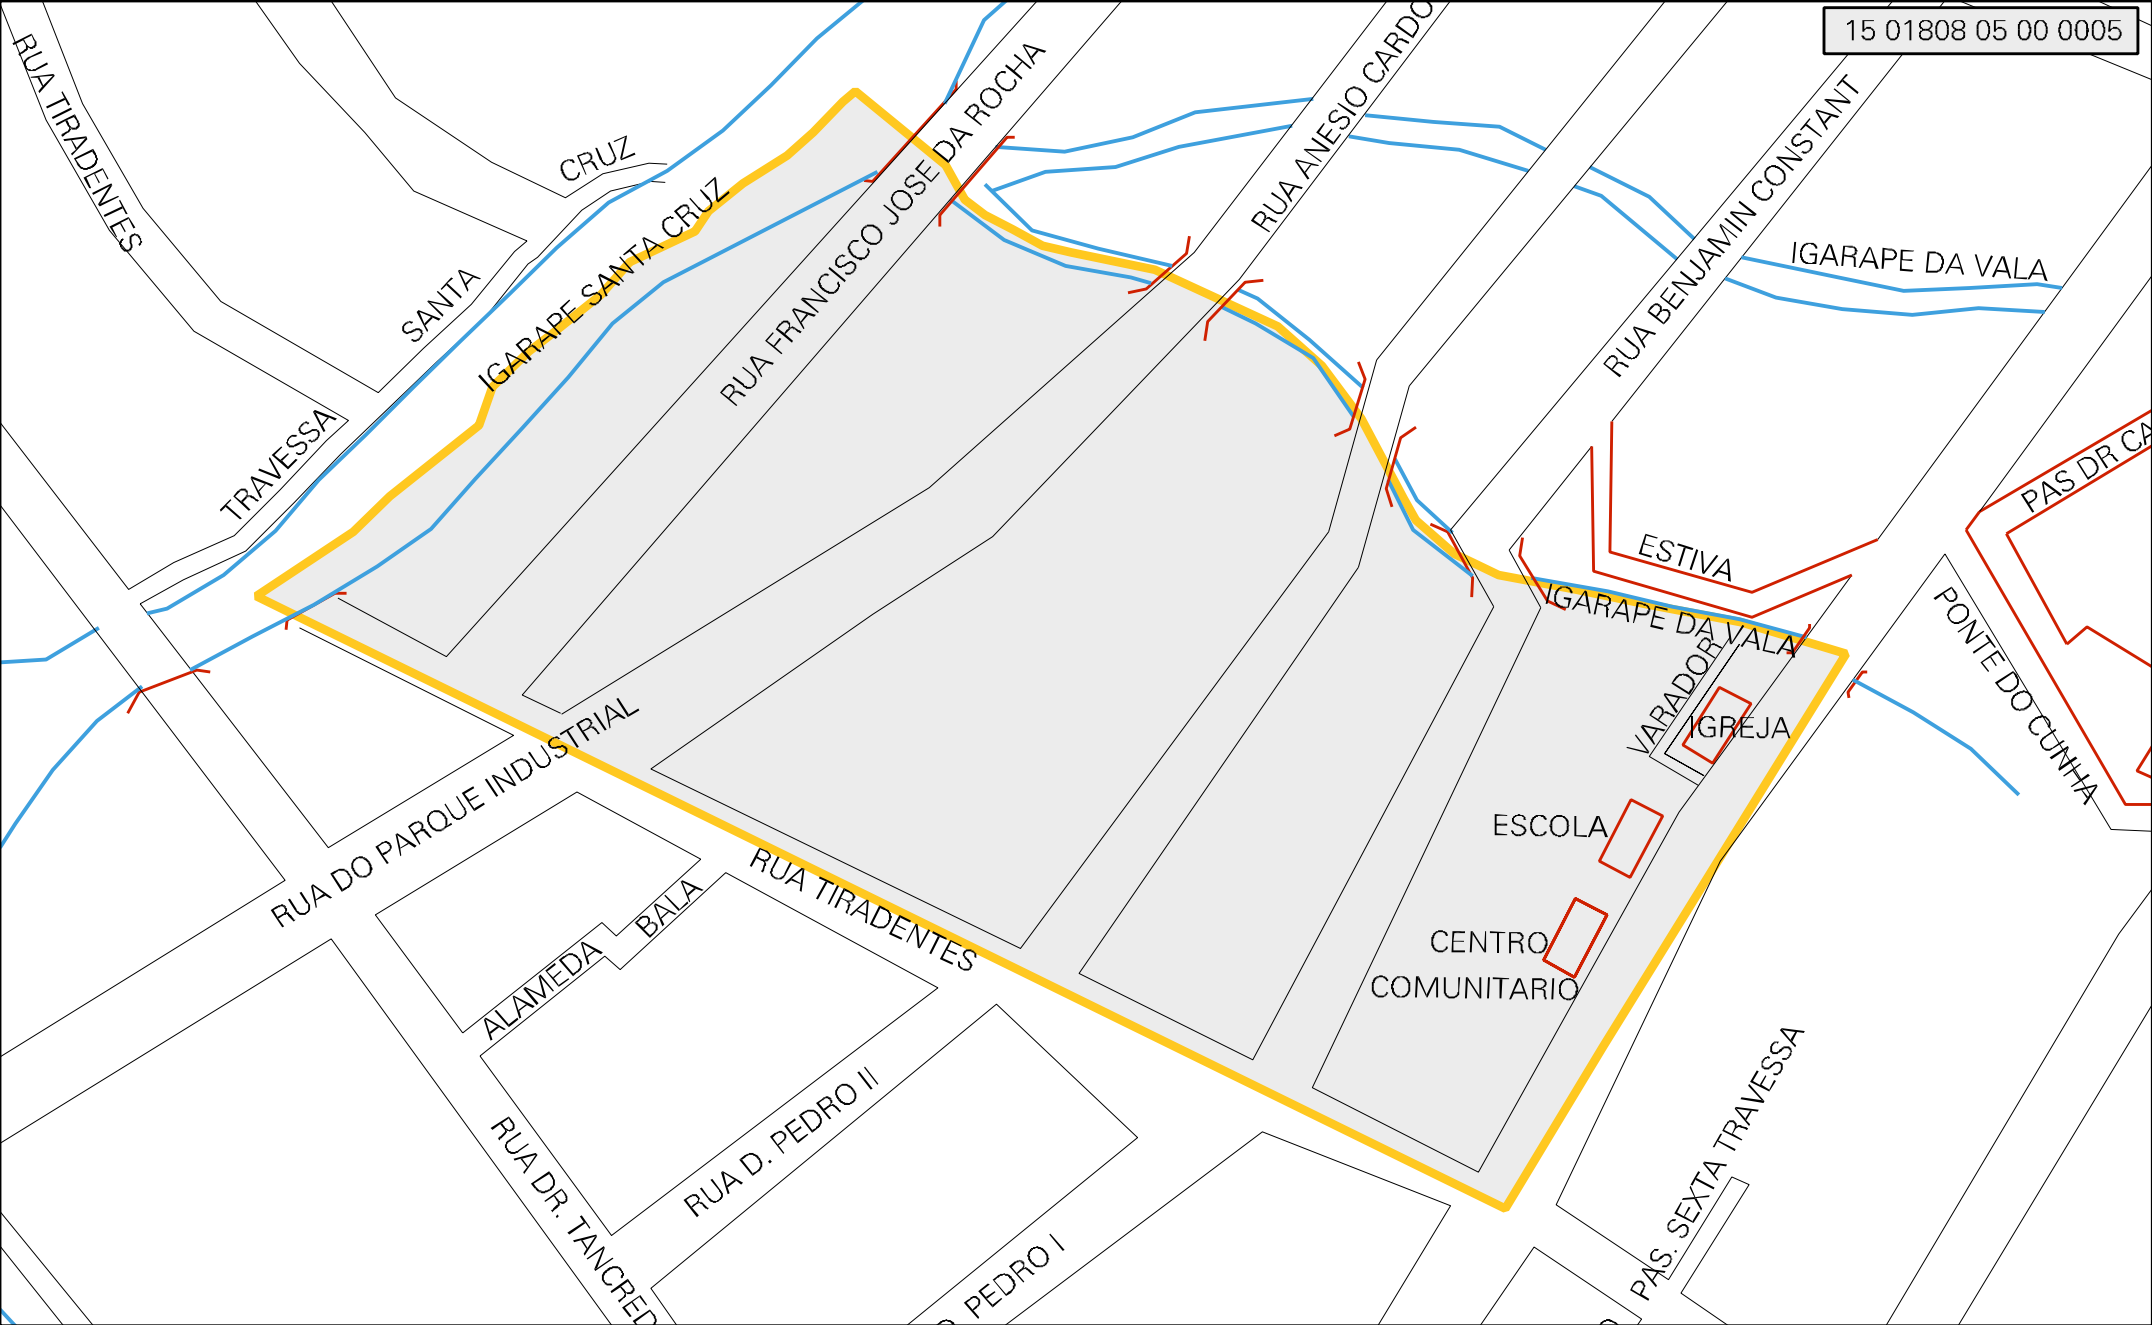 15 01808 05 00 0005
RUA TIRADENTES
CRUZ
RUA FRANCISCO JOSE DA ROCHA
RUA ANESIO CARDO
RUA BENJAMIN CONSTANT
IGARAPE SANTA CRUZ
IGARAPE DA VALA
SANTA
TRAVESSA
PAS DR CA
ESTIVA
IGARAPE DA VALA
PONTE DO CUNHA
VARADOR
IGREJA
ESCOLA
CENTRO
COMUNITARIO
RUA DO PARQUE INDUSTRIAL
RUA TIRADENTES
BALA
ALAMEDA
RUA D. PEDRO II
RUA DR. TANCRED
PEDRO I
PAS. SEXTA TRAVESSA